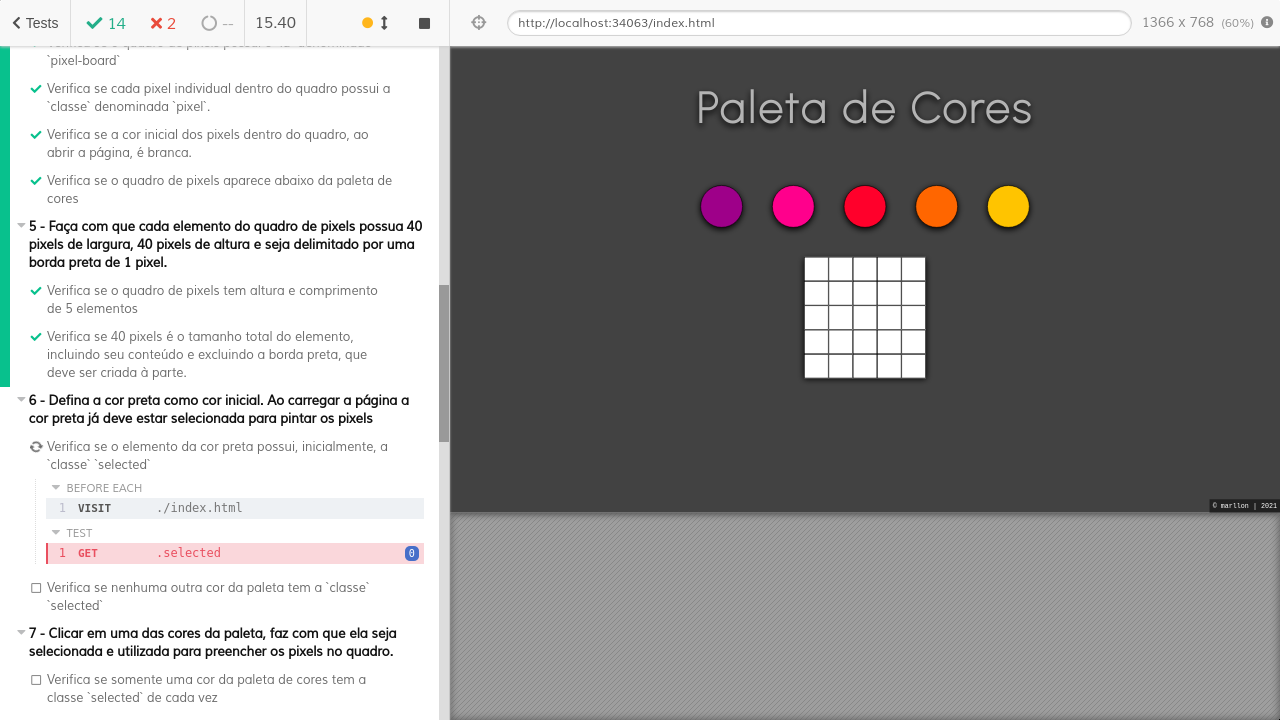 Tests
14
2
--
15.40
http://localhost:34063/index.html
1366 x 768 (60%)
`pixel-board`
Verifica se cada pixel individual dentro do quadro possui a
`classe` denominada `pixel`.
Verifica se a cor inicial dos pixels dentro do quadro, ao
abrir a página, é branca.
Verifica se o quadro de pixels aparece abaixo da paleta de
cores
5 - Faça com que cada elemento do quadro de pixels possua 40
pixels de largura, 40 pixels de altura e seja delimitado por uma
borda preta de 1 pixel.
Verifica se o quadro de pixels tem altura e comprimento
de 5 elementos
Verifica se 40 pixels é o tamanho total do elemento,
incluindo seu conteúdo e excluindo a borda preta, que
deve ser criada à parte.
6 - Defina a cor preta como cor inicial. Ao carregar a página a
cor preta já deve estar selecionada para pintar os pixels
Verifica se o elemento da cor preta possui, inicialmente, a
`classe` `selected`
BEFORE EACH
1 VISIT ./index.html
TEST
1 GET .selected 0
Verifica se nenhuma outra cor da paleta tem a `classe`
`selected`
7 - Clicar em uma das cores da paleta, faz com que ela seja
selecionada e utilizada para preencher os pixels no quadro.
Verifica se somente uma cor da paleta de cores tem a
classe `selected` de cada vez
Paleta de Cores
© marllon | 2021